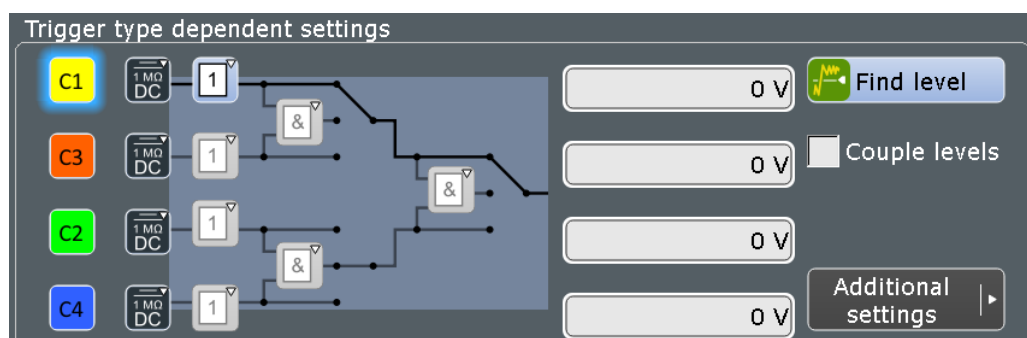 Trigger type dependent settings
C1 1 MΩ DC 1 0 V Find level
&
C3 1 MΩ DC 1 0 V Couple levels
&
C2 1 MΩ DC 1 0 V
&
C4 1 MΩ DC 1 0 V Additional settings